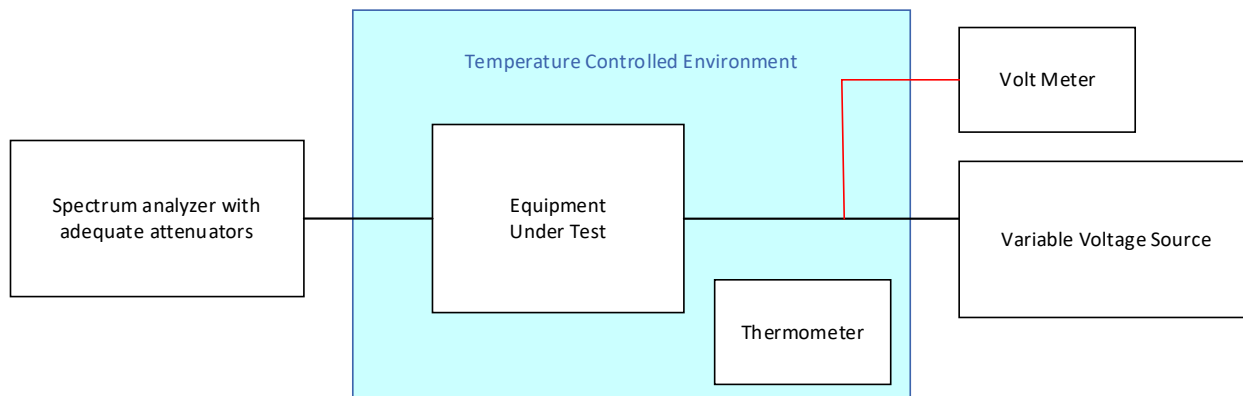 Temperature Controlled Environment
Volt Meter
Spectrum analyzer with
adequate attenuators
Equipment
Under Test
Variable Voltage Source
Thermometer